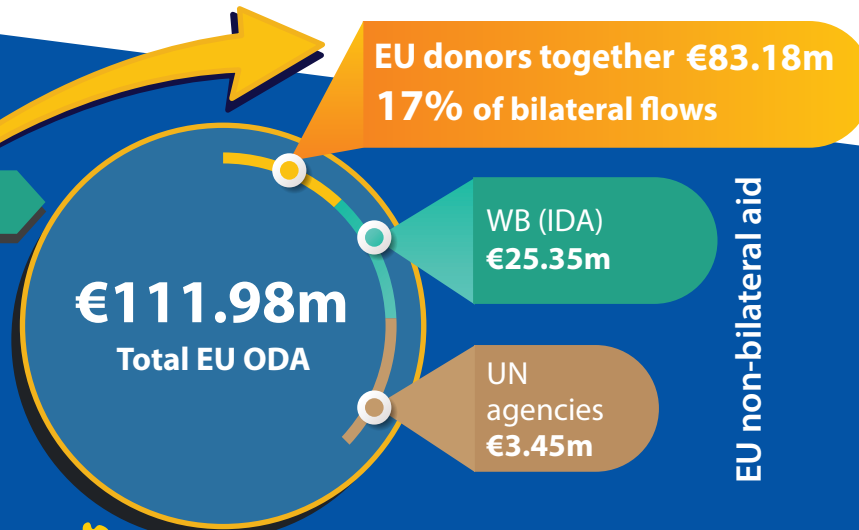 EU donors together €83.18m
17% of bilateral flows
WB (IDA)
€25.35m
€111.98m
Total EU ODA
UN
agencies
€3.45m
EU non-bilateral aid